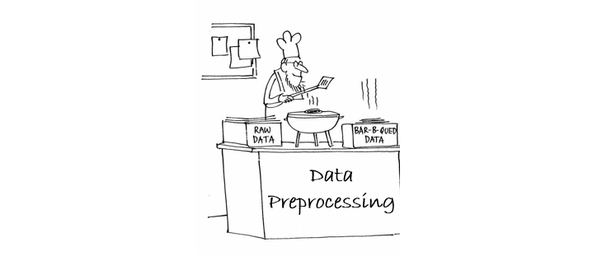 RAW
DATA
BAR-B-QUED
DATA
Data
Preprocessing